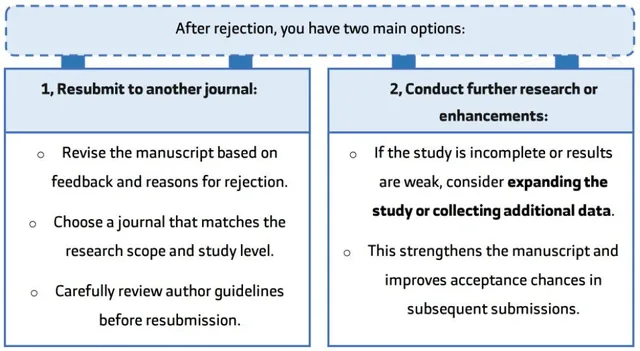 After rejection, you have two main options:
1, Resubmit to another journal:
○ Revise the manuscript based on
feedback and reasons for rejection.
○ Choose a journal that matches the
research scope and study level.
○ Carefully review author guidelines
before resubmission.
2, Conduct further research or
enhancements:
○ If the study is incomplete or results
are weak, consider expanding the
study or collecting additional data.
○ This strengthens the manuscript and
improves acceptance chances in
subsequent submissions.